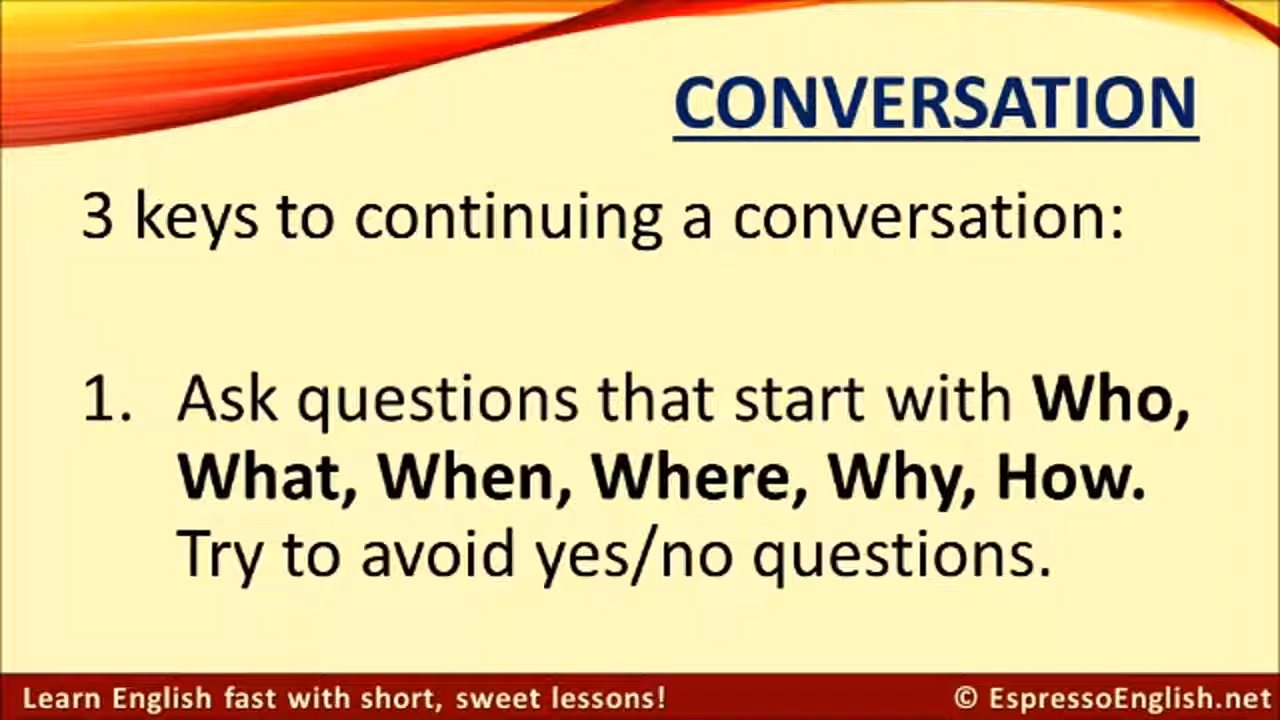 CONVERSATION
3 keys to continuing a conversation:
1. Ask questions that start with Who,
What, When, Where, Why, How.
Try to avoid yes/no questions.
Learn English fast with short, sweet lessons!
© EspressoEnglish.net